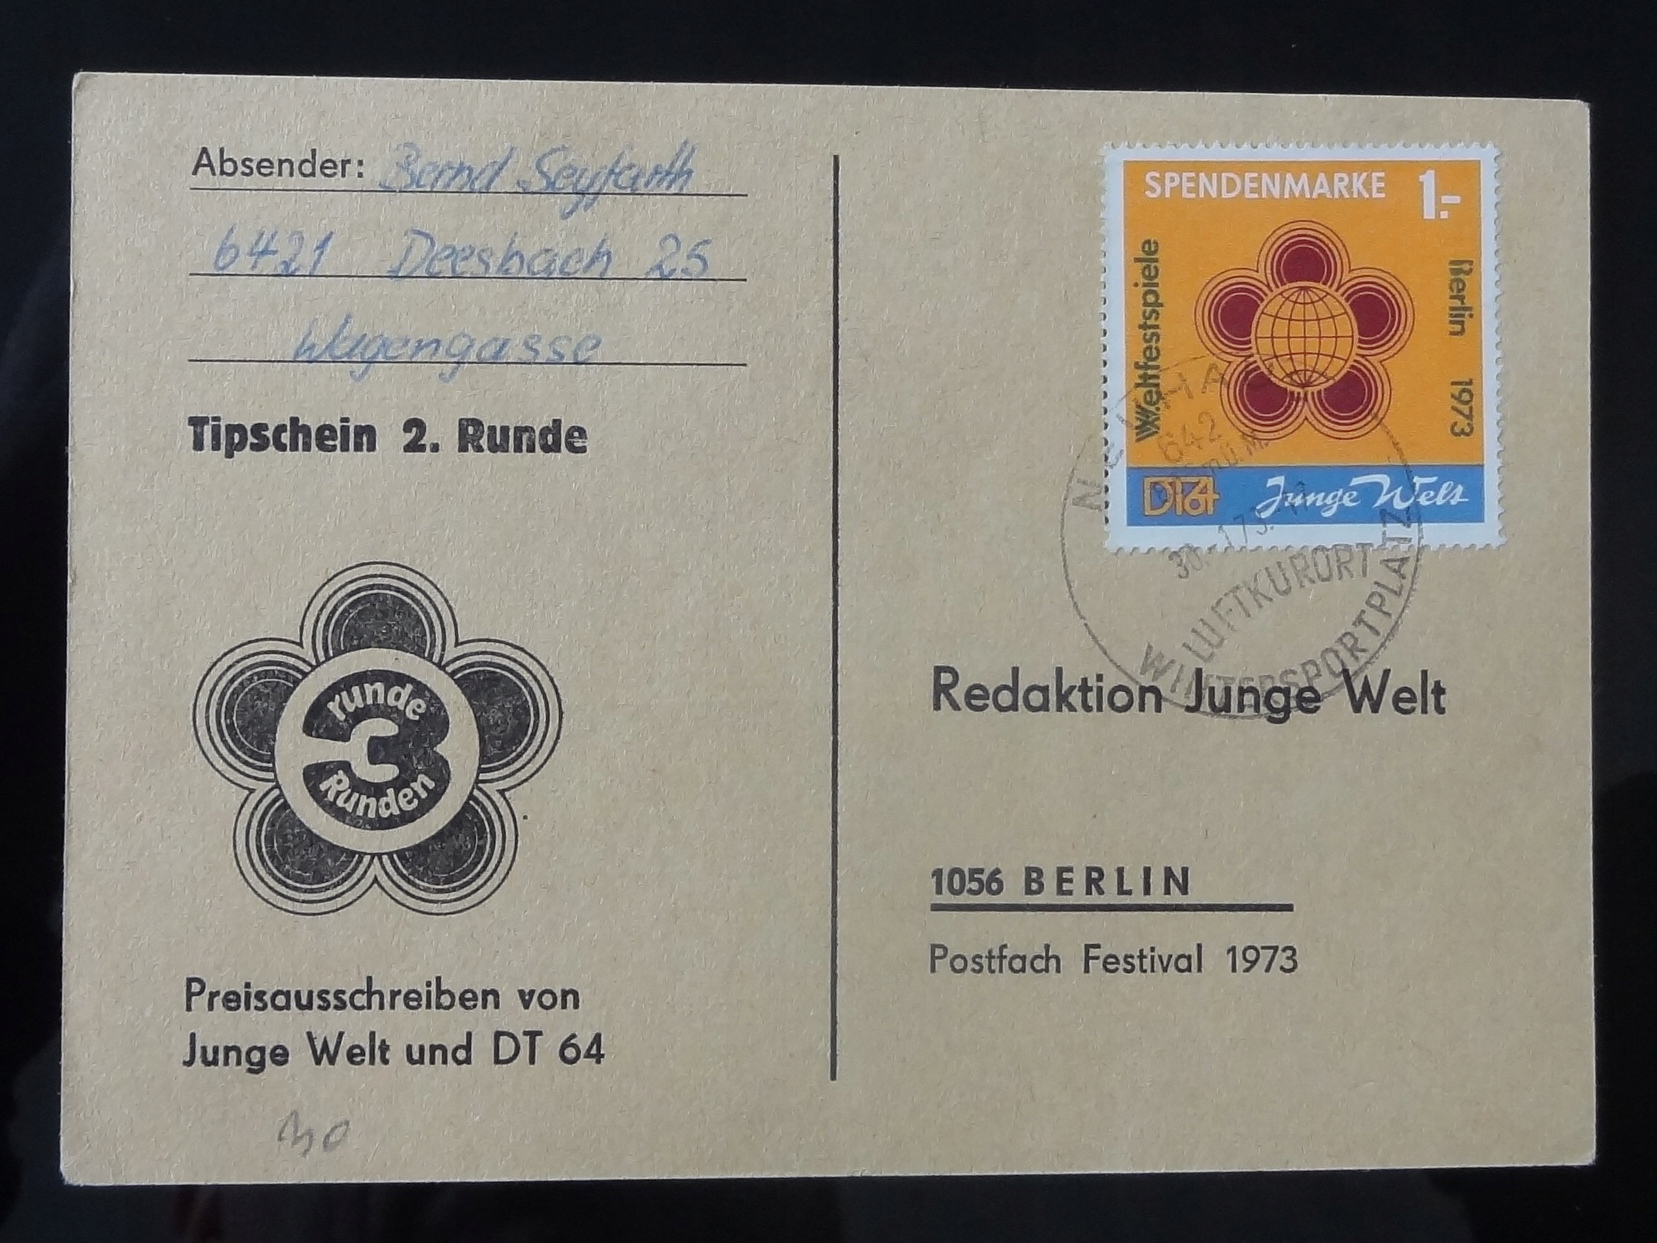 Absender: Bernd Seyfarth
6421 Deesbach 25
Wagengasse
Tipschein 2. Runde
runde
3
Runden
Preisausschreiben von
Junge Welt und DT 64
30
SPENDENMARKE 1.-
Weltfestspiele
Berlin 1973
DT64 Junge Welt
642
LUFTKURORT
WINTERSPORTPLATZ
Redaktion Junge Welt
1056 BERLIN
Postfach Festival 1973